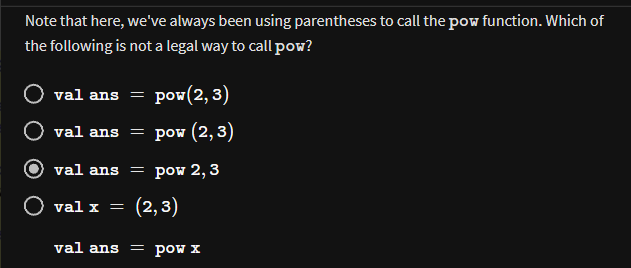 Note that here, we've always been using parentheses to call the pow function. Which of
the following is not a legal way to call pow?
val ans = pow(2, 3)
val ans = pow (2, 3)
val ans = pow 2, 3
val x = (2, 3)
val ans = pow x